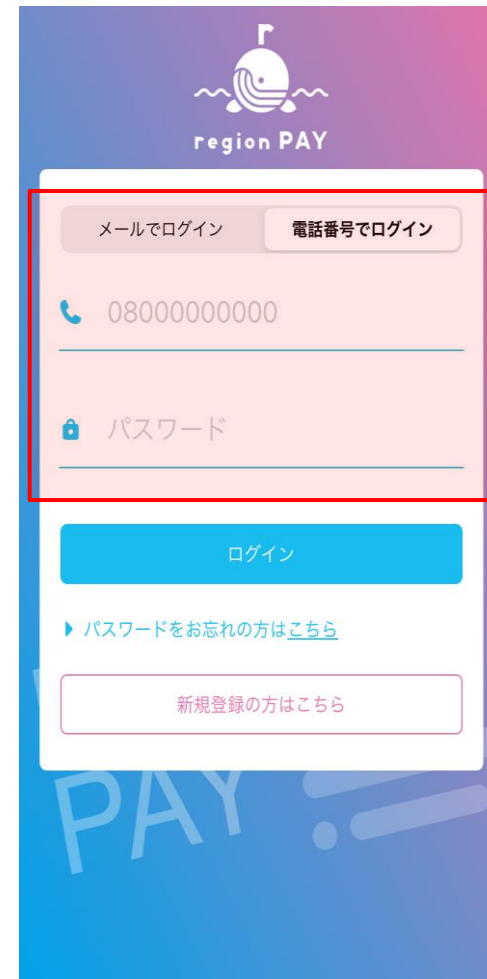 region PAY
メールでログイン
電話番号でログイン
08000000000
パスワード
ログイン
パスワードをお忘れの方はこちら
新規登録の方はこちら
PAY